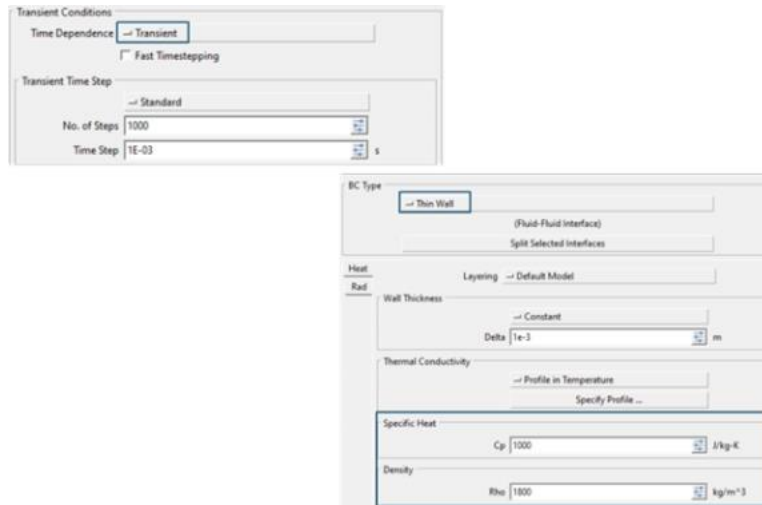 Transient Conditions
Time Dependence Transient
Fast Timestepping
Transient Time Step
Standard
No. of Steps 1000
Time Step 1E-03 s
BC Type
Thin Wall
(Fluid-Fluid Interface)
Split Selected Interfaces
Heat
Rad
Layering Default Model
Wall Thickness
Constant
Delta 1e-3 m
Thermal Conductivity
Profile in Temperature
Specify Profile ...
Specific Heat
Cp 1000 J/kg-K
Density
Rho 1800 kg/m^3